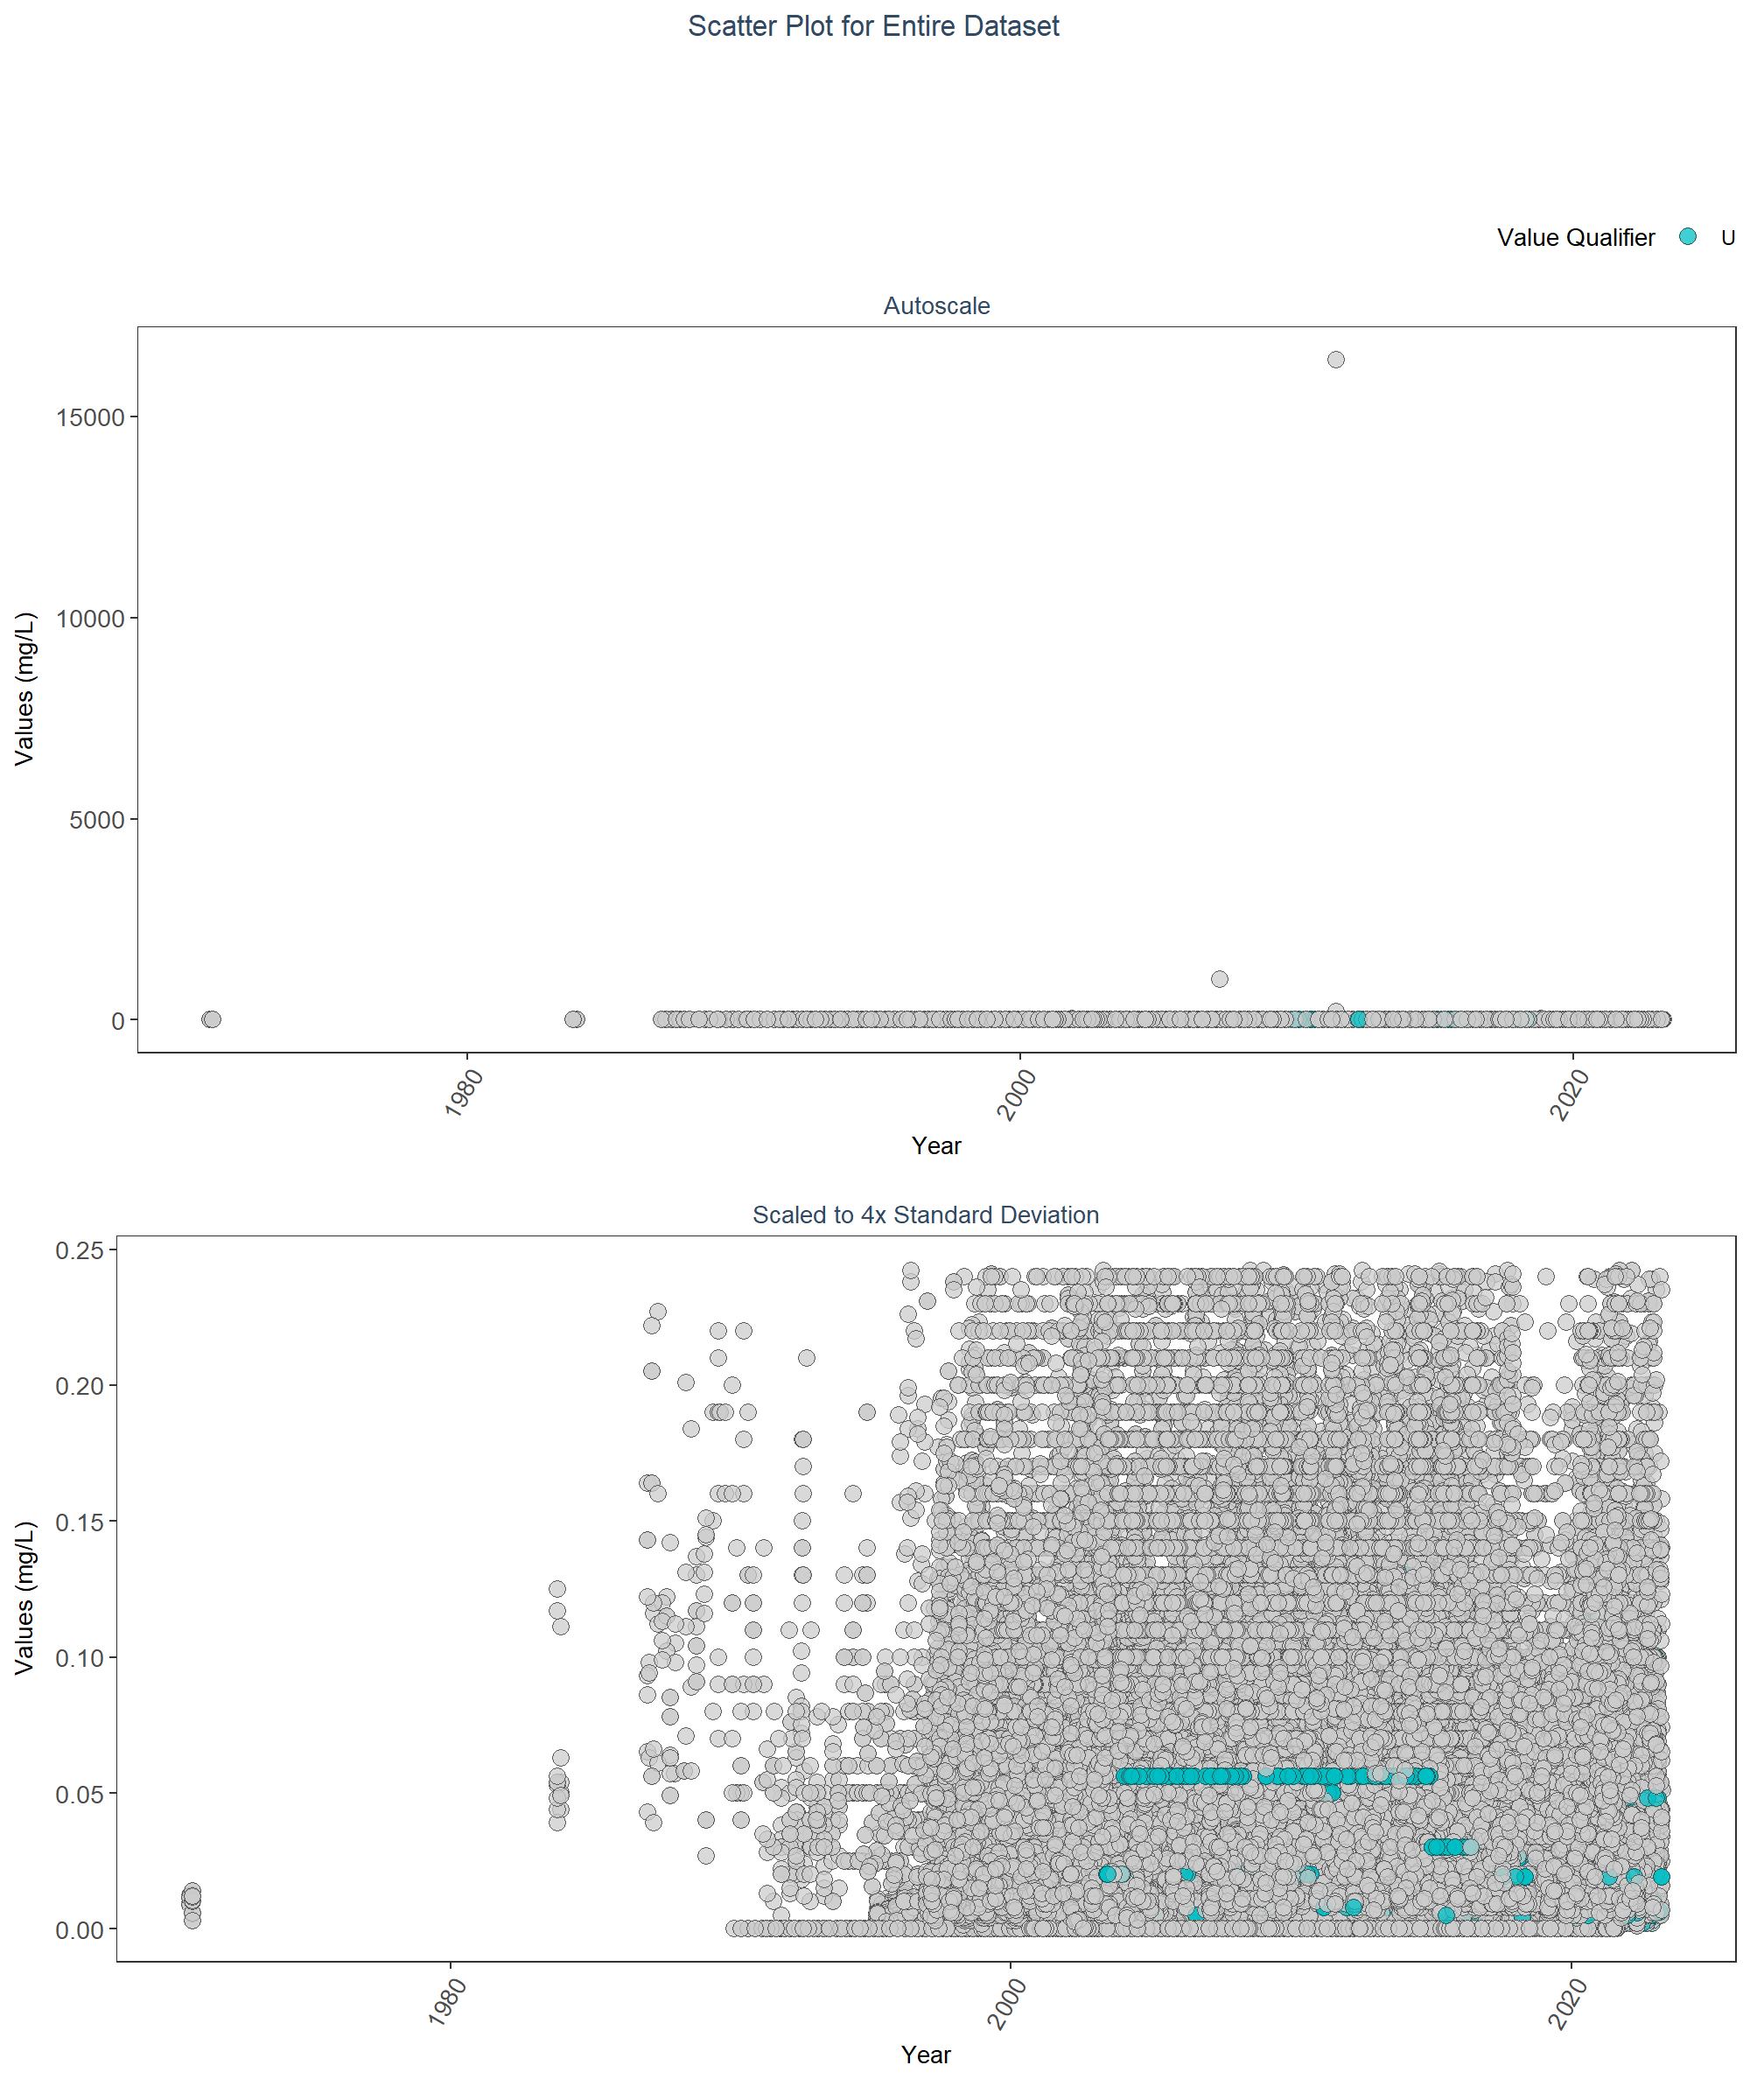 Scatter Plot for Entire Dataset
Value Qualifier U
Autoscale
15000
10000
5000
0
Values (mg/L)
1980 2000 2020
Year
Scaled to 4x Standard Deviation
0.25
0.20
0.15
0.10
0.05
0.00
Values (mg/L)
1980 2000 2020
Year